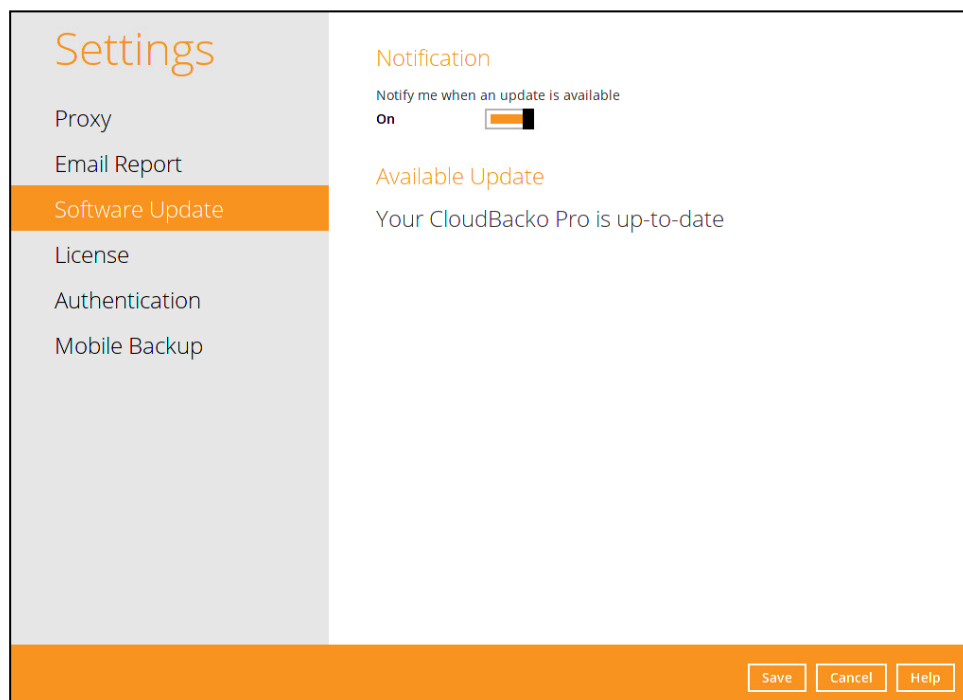 Settings
Proxy
Email Report
Software Update
License
Authentication
Mobile Backup
Notification
Notify me when an update is available
On
Available Update
Your CloudBacko Pro is up-to-date
Save
Cancel
Help